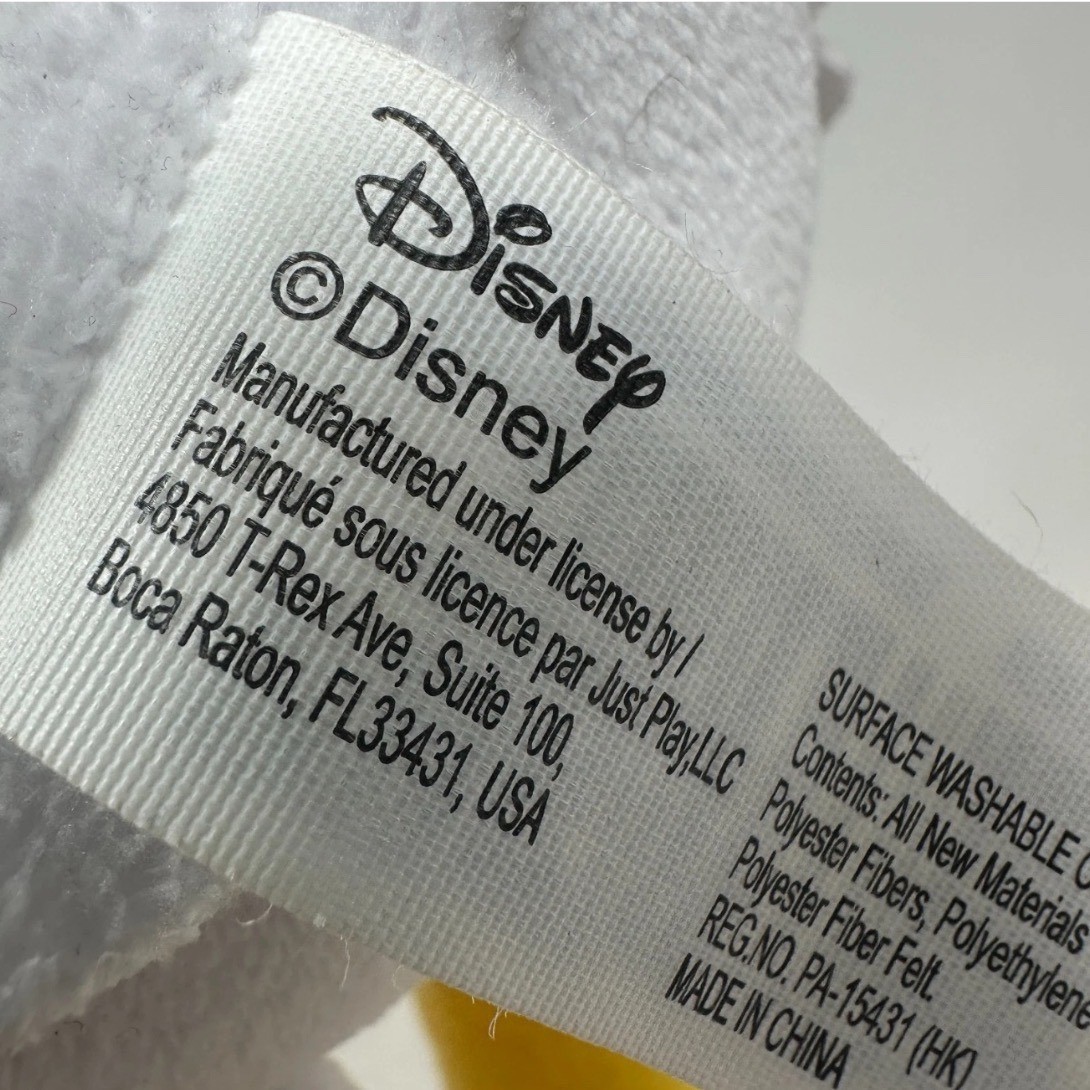 Disney
©Disney
Manufactured under license by /
Fabriqué sous licence par Just Play,LLC
4850 T-Rex Ave, Suite 100,
Boca Raton, FL33431, USA
SURFACE WASHABLE
Contents: All New Materials
Polyester Fibers, Polyethylene
Polyester Fiber Felt.
REG.NO. PA-15431 (HK)
MADE IN CHINA